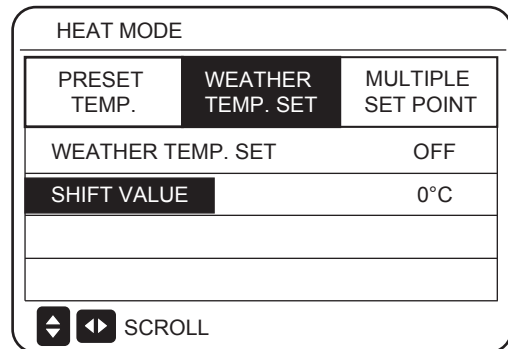 HEAT MODE
PRESET TEMP.
WEATHER TEMP. SET
MULTIPLE SET POINT
WEATHER TEMP. SET OFF
SHIFT VALUE 0°C
SCROLL